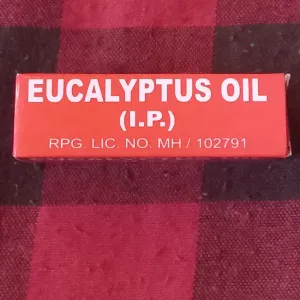 EUCALYPTUS OIL
(I.P.)
RPG. LIC. NO. MH / 102791